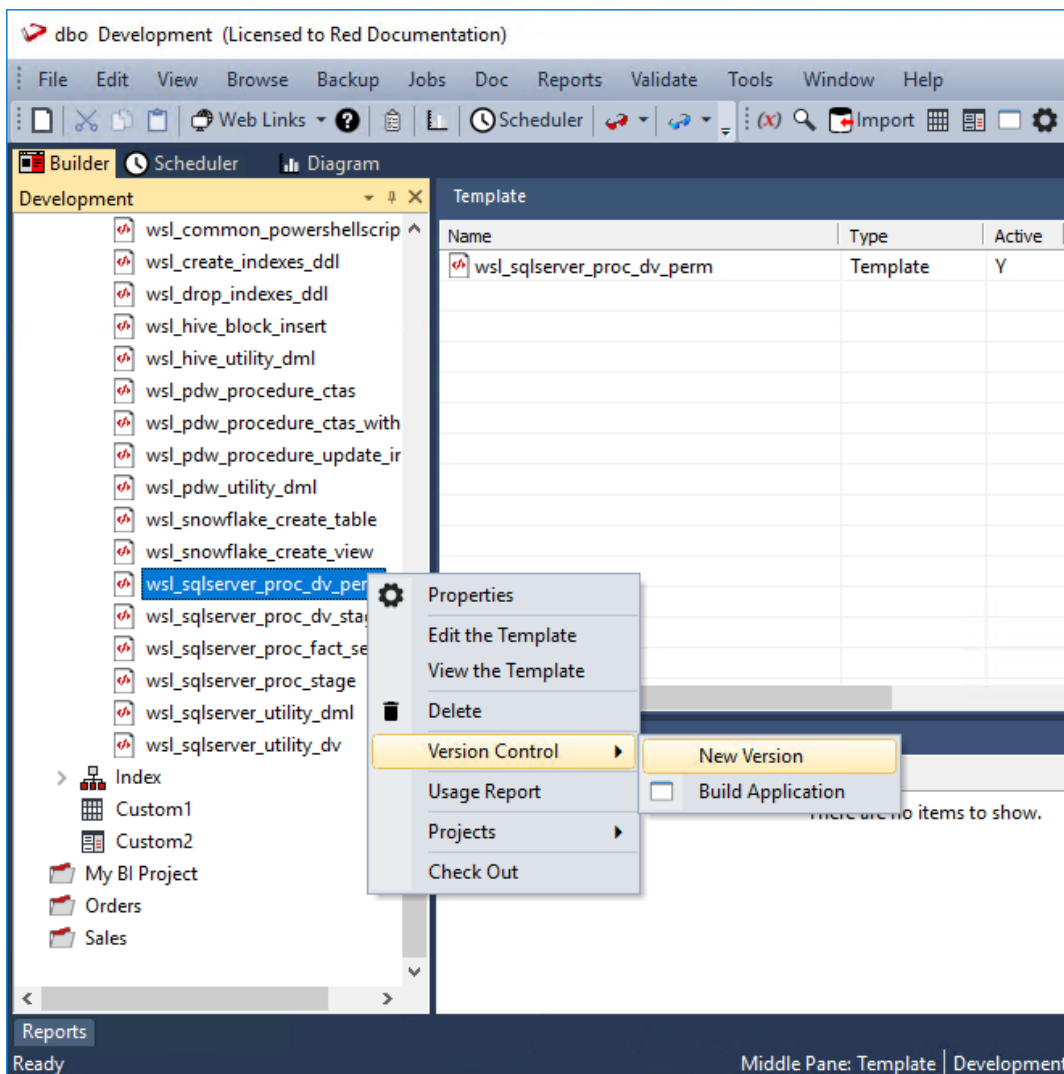 dbo Development (Licensed to Red Documentation)
File Edit View Browse Backup Jobs Doc Reports Validate Tools Window Help
Web Links Scheduler (x) Import
Builder Scheduler Diagram
Development
wsl_common_powershellscrip
wsl_create_indexes_ddl
wsl_drop_indexes_ddl
wsl_hive_block_insert
wsl_hive_utility_dml
wsl_pdw_procedure_ctas
wsl_pdw_procedure_ctas_with
wsl_pdw_procedure_update_ir
wsl_pdw_utility_dml
wsl_snowflake_create_table
wsl_snowflake_create_view
wsl_sqlserver_proc_dv_per
wsl_sqlserver_proc_dv_sta
wsl_sqlserver_proc_fact_se
wsl_sqlserver_proc_stage
wsl_sqlserver_utility_dml
wsl_sqlserver_utility_dv
Index
Custom1
Custom2
My BI Project
Orders
Sales
Template
Name Type Active
wsl_sqlserver_proc_dv_perm Template Y
Properties
Edit the Template
View the Template
Delete
Version Control
Usage Report
Projects
Check Out
New Version
Build Application
There are no items to show.
Reports
Ready Middle Pane: Template Development